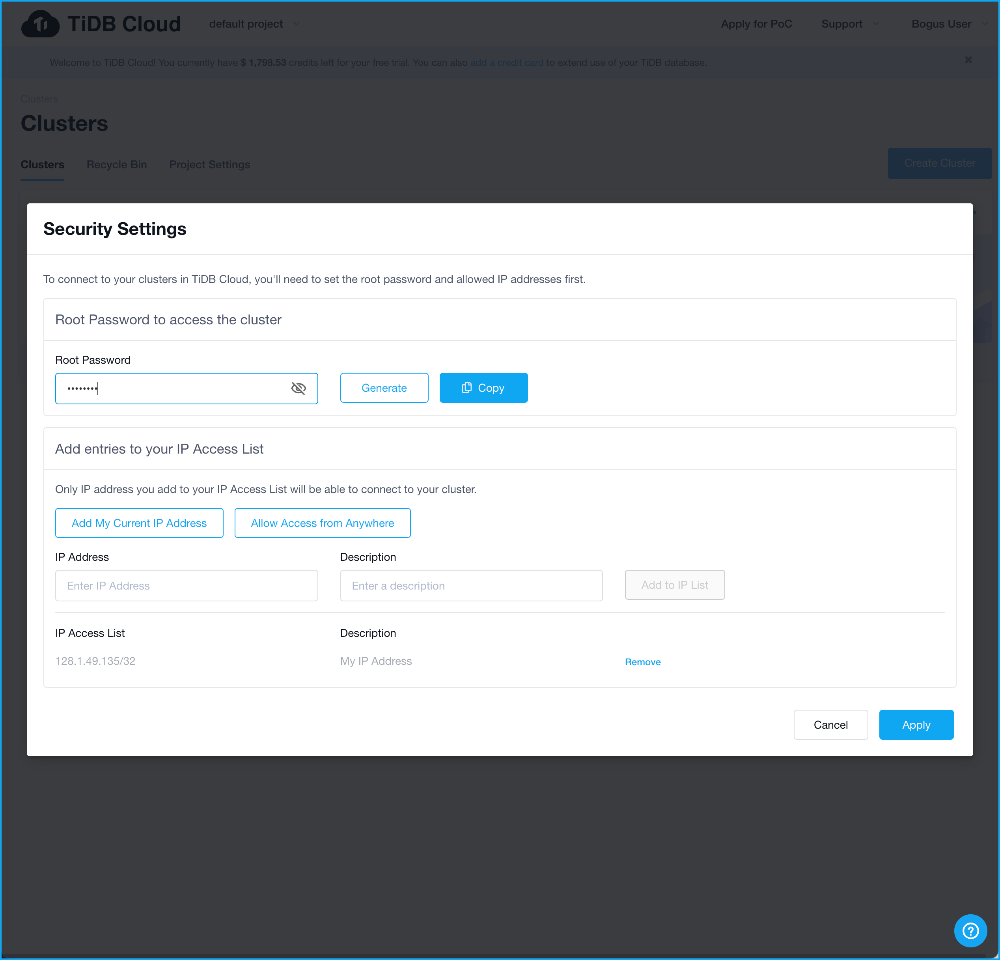 TiDB Cloud default project Apply for PoC Support Bogus User
Welcome to TiDB Cloud! You currently have $ 1,798.53 credits left for your free trial. You can also add a credit card to extend use of your TiDB database.
Clusters
Clusters
Clusters Recycle Bin Project Settings Create Cluster
Security Settings
To connect to your clusters in TiDB Cloud, you'll need to set the root password and allowed IP addresses first.
Root Password to access the cluster
Root Password
•••••••• Generate Copy
Add entries to your IP Access List
Only IP address you add to your IP Access List will be able to connect to your cluster.
Add My Current IP Address Allow Access from Anywhere
IP Address Description
Enter IP Address Enter a description Add to IP List
IP Access List Description
128.1.49.135/32 My IP Address Remove
Cancel Apply